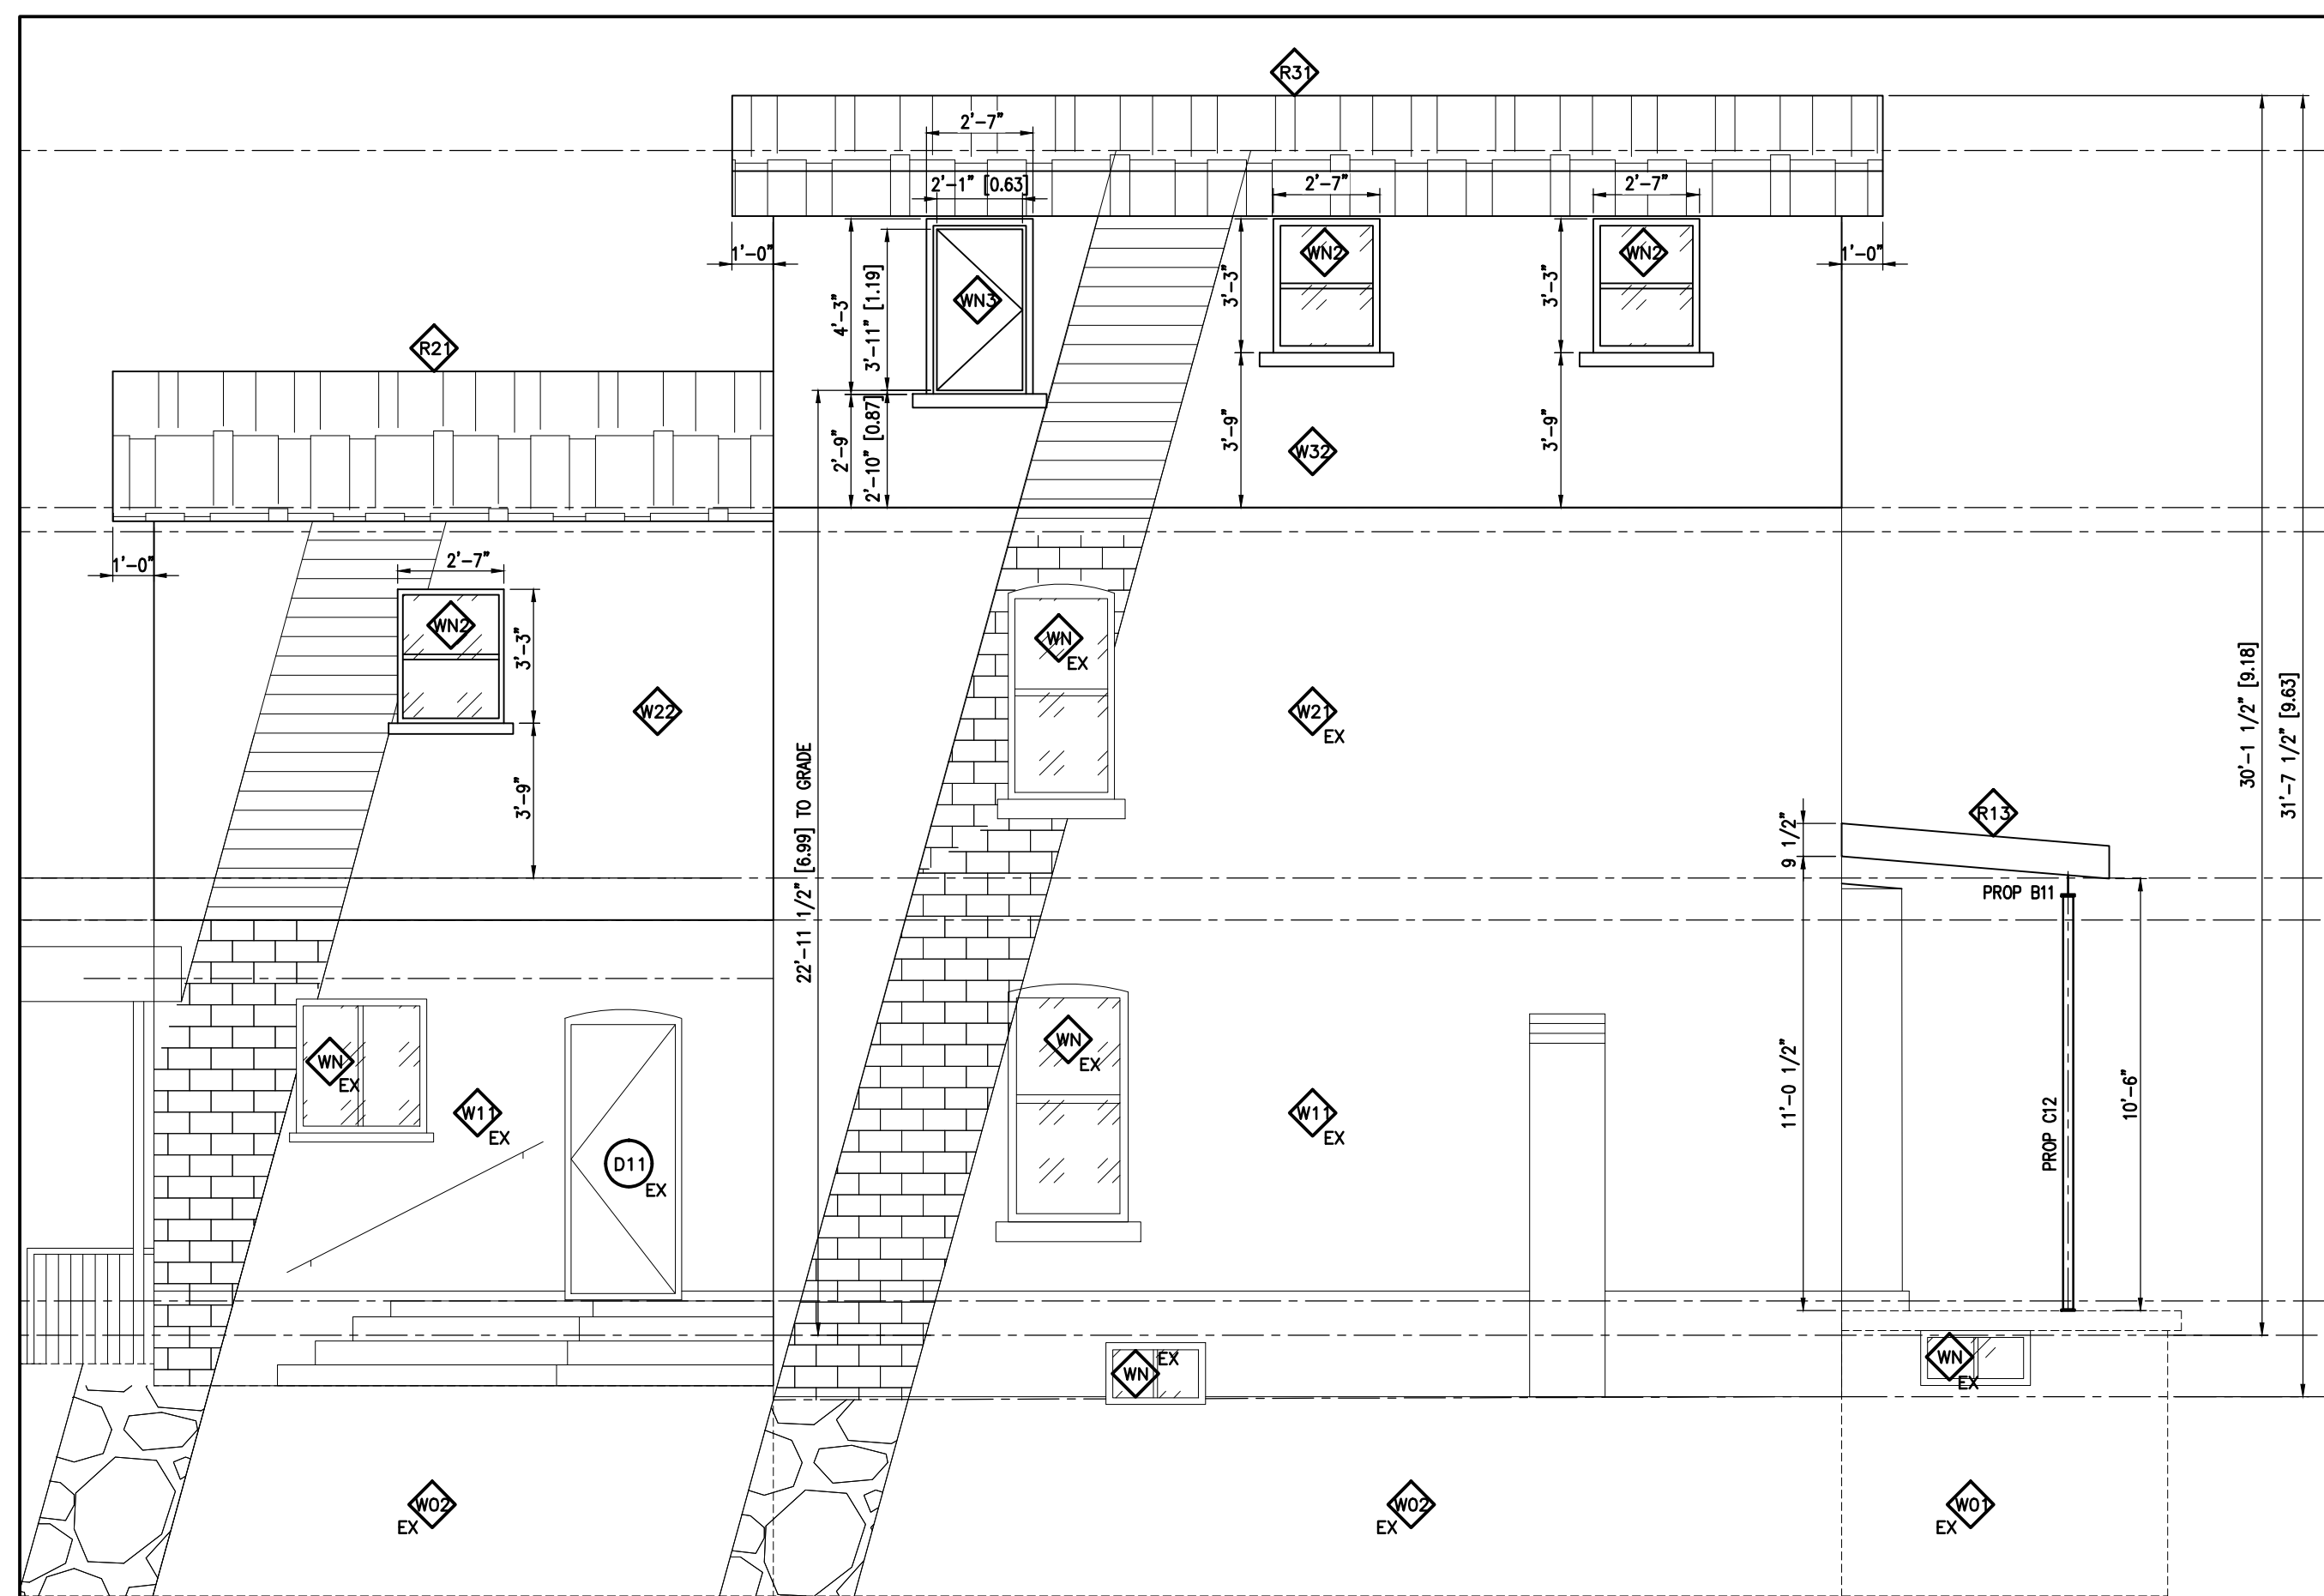 R31
2'-7"
2'-1" [0.63]
2'-7"
2'-7"
1'-0"
WN2
WN2
1'-0"
4'-3"
3'-11" [1.19]
WN3
3'-3"
3'-3"
R21
2'-9"
2'-10" [0.87]
3'-9"
3'-9"
W32
1'-0"
2'-7"
WN2
3'-3"
WN
EX
W22
W21
EX
30'-1 1/2" [9.18]
31'-7 1/2" [9.63]
3'-9"
22'-11 1/2" [6.99] TO GRADE
9 1/2"
R13
PROP B11
WN
EX
WN
EX
W11
EX
W11
EX
11'-0 1/2"
PROP C12
10'-6"
D11
EX
WN
EX
WN
EX
W02
EX
W02
EX
W01
EX